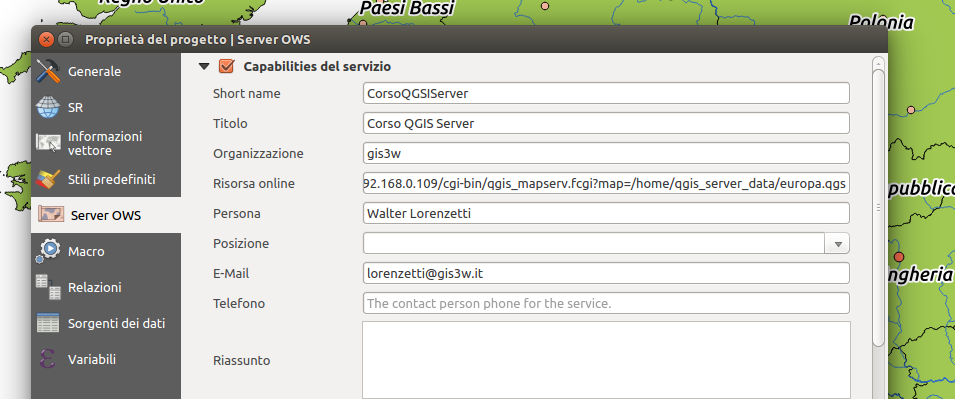 Regno Unito
Paesi Bassi
Polonia
Proprietà del progetto | Server OWS
Generale
SR
Informazioni
vettore
Stili predefiniti
Server OWS
Macro
Relazioni
Sorgenti dei dati
Variabili
Capabilities del servizio
Short name CorsoQGSIServer
Titolo Corso QGIS Server
Organizzazione gis3w
Risorsa online 92.168.0.109/cgi-bin/qgis_mapserv.fcgi?map=/home/qgis_server_data/europa.qgs
Persona Walter Lorenzetti
Posizione
E-Mail lorenzetti@gis3w.it
Telefono The contact person phone for the service.
Riassunto
pubblica
ngheria